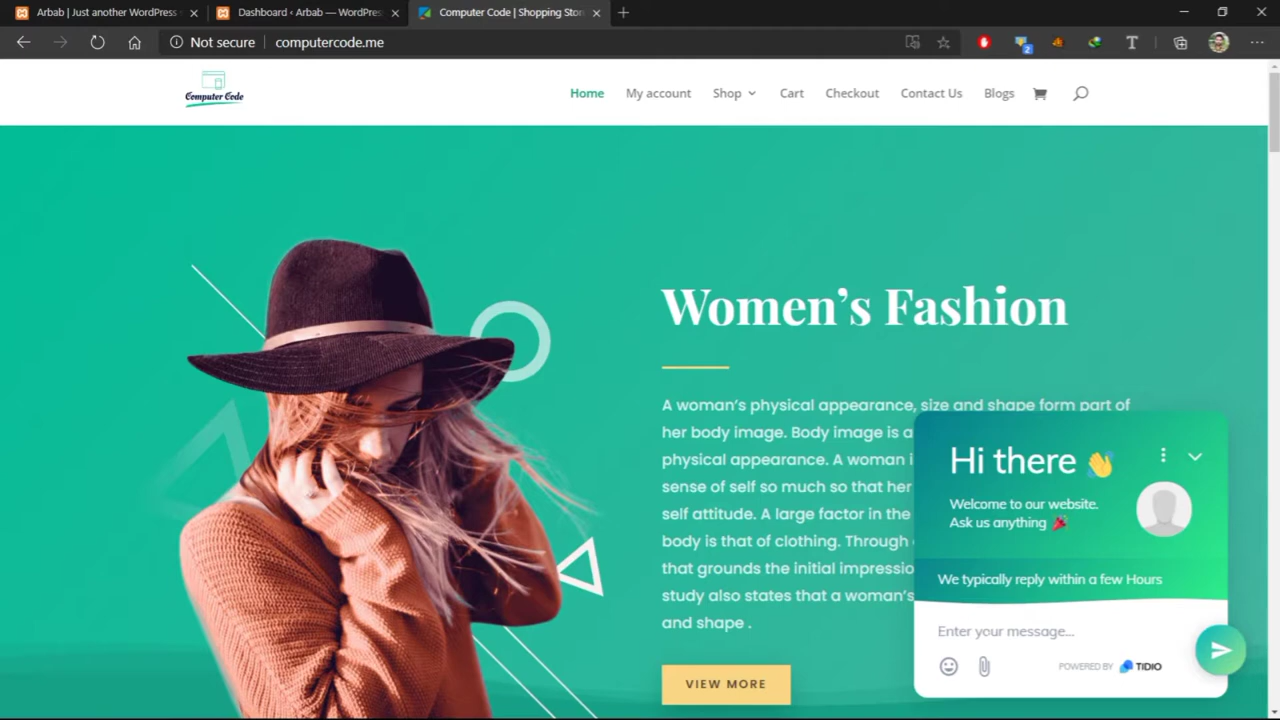 Arbab | Just another WordPress
Dashboard ‹ Arbab — WordPress
Computer Code | Shopping Stor
Not secure
computercode.me
2
Computer Code
Home
My account
Shop
Cart
Checkout
Contact Us
Blogs
Women’s Fashion
A woman’s physical appearance, size and shape form part of
her body image. Body image is a
physical appearance. A woman i
sense of self so much so that her
self attitude. A large factor in the
body is that of clothing. Through
that grounds the initial impressio
study also states that a woman’s
and shape .
VIEW MORE
Hi there 👋
Welcome to our website.
Ask us anything 🎉
We typically reply within a few Hours
Enter your message...
POWERED BY TIDIO